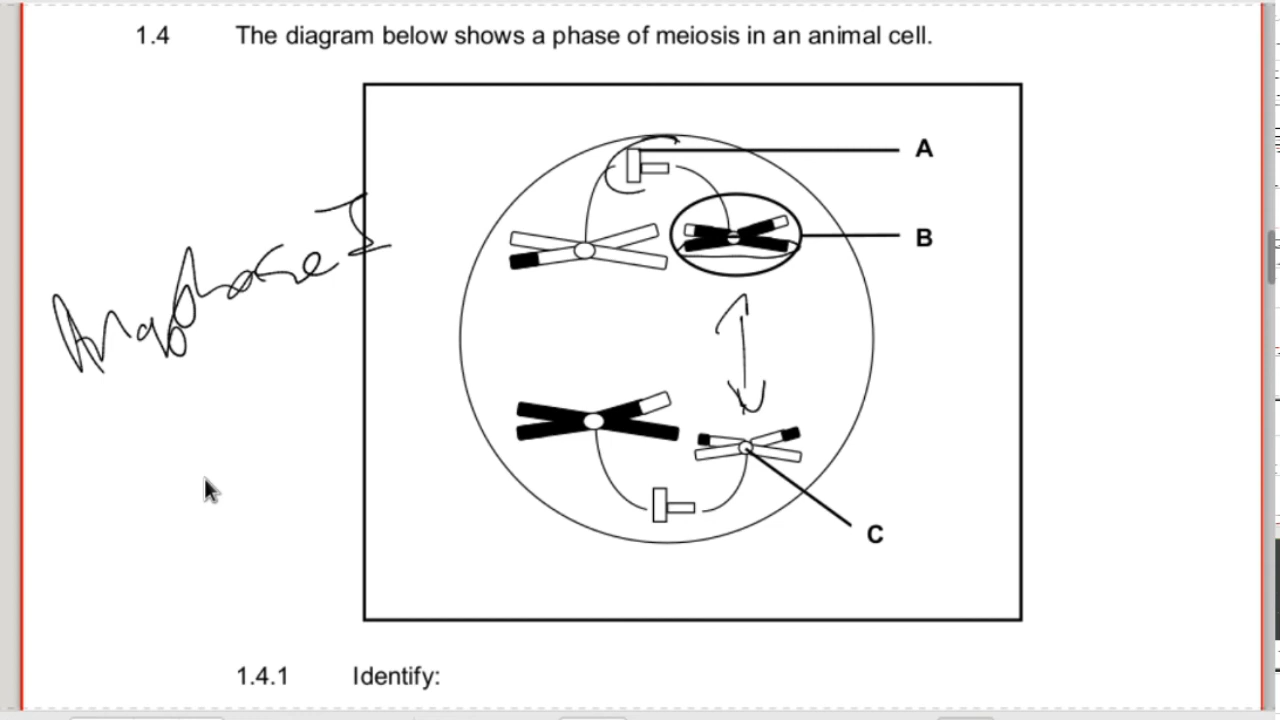 1.4 The diagram below shows a phase of meiosis in an animal cell.
A
B
Anaphase I
C
1.4.1 Identify: